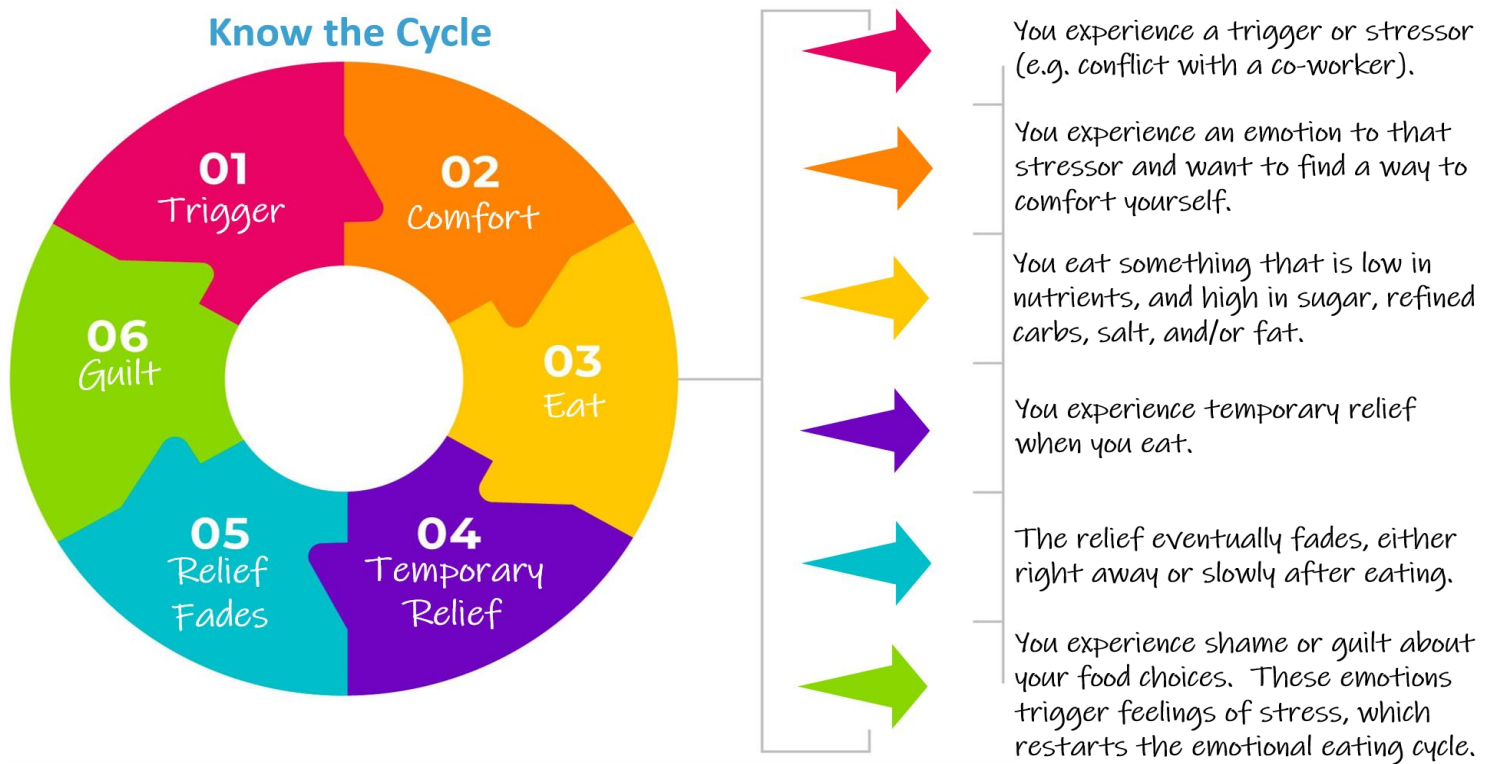 Know the Cycle
01
Trigger
02
Comfort
03
Eat
04
Temporary
Relief
05
Relief
Fades
06
Guilt
You experience a trigger or stressor
(e.g. conflict with a co-worker).
You experience an emotion to that
stressor and want to find a way to
comfort yourself.
You eat something that is low in
nutrients, and high in sugar, refined
carbs, salt, and/or fat.
You experience temporary relief
when you eat.
The relief eventually fades, either
right away or slowly after eating.
You experience shame or guilt about
your food choices. These emotions
trigger feelings of stress, which
restarts the emotional eating cycle.